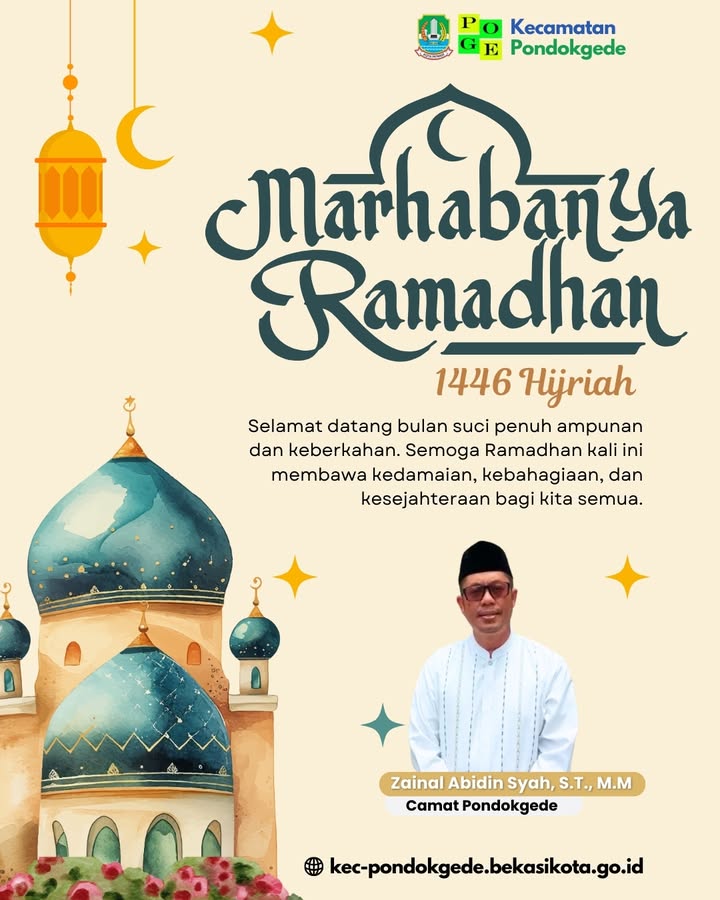 POGE
Kecamatan
Pondokgede
Marhaban Ya
Ramadhan
1446 Hijriah
Selamat datang bulan suci penuh ampunan
dan keberkahan. Semoga Ramadhan kali ini
membawa kedamaian, kebahagiaan, dan
kesejahteraan bagi kita semua.
Zainal Abidin Syah, S.T., M.M
Camat Pondokgede
kec-pondokgede.bekasikota.go.id